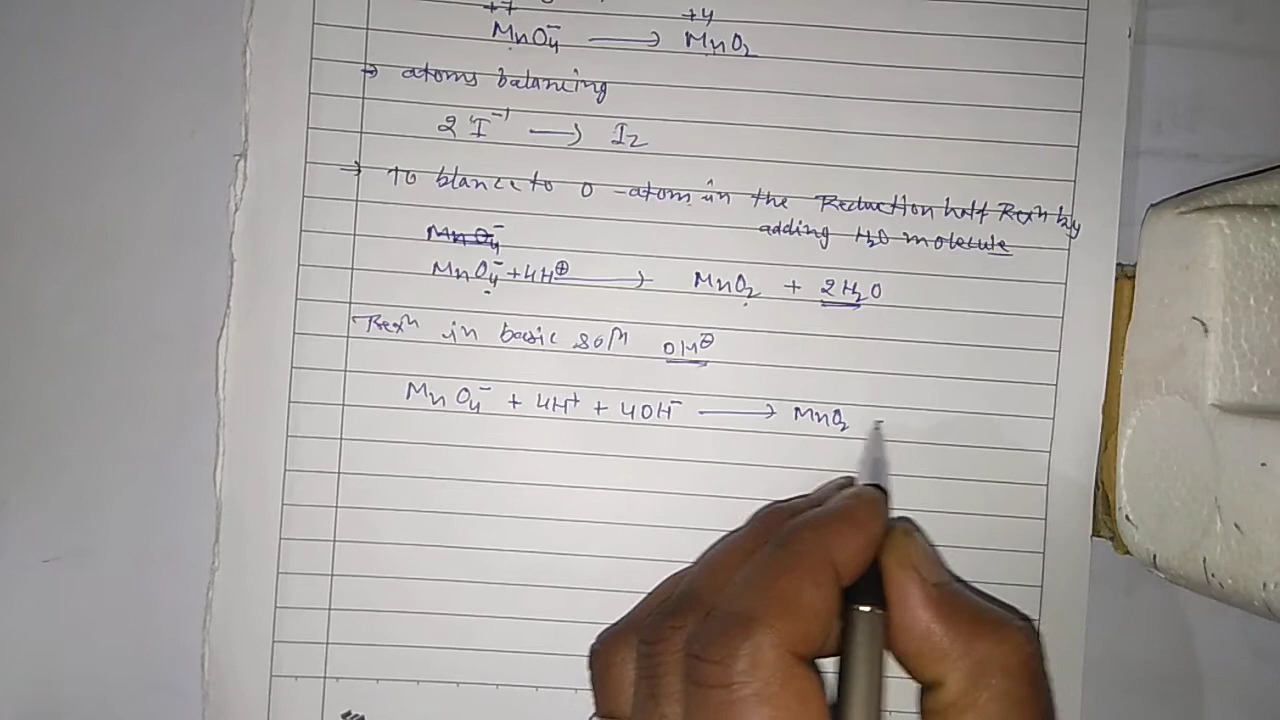 +7 +4
MnO₄⁻ ⟶ MnO₂
→ atoms balancing
2I⁻¹ ⟶ I₂
→ to blance to O-atom in the Reduction half Rexn by
adding H₂O molecule
MnO₄⁻
MnO₄⁻ + 4H⊕ ⟶ MnO₂ + 2H₂O
Rexn in basic soln OH⊖
MnO₄⁻ + 4H⁺ + 4OH⁻ ⟶ MnO₂